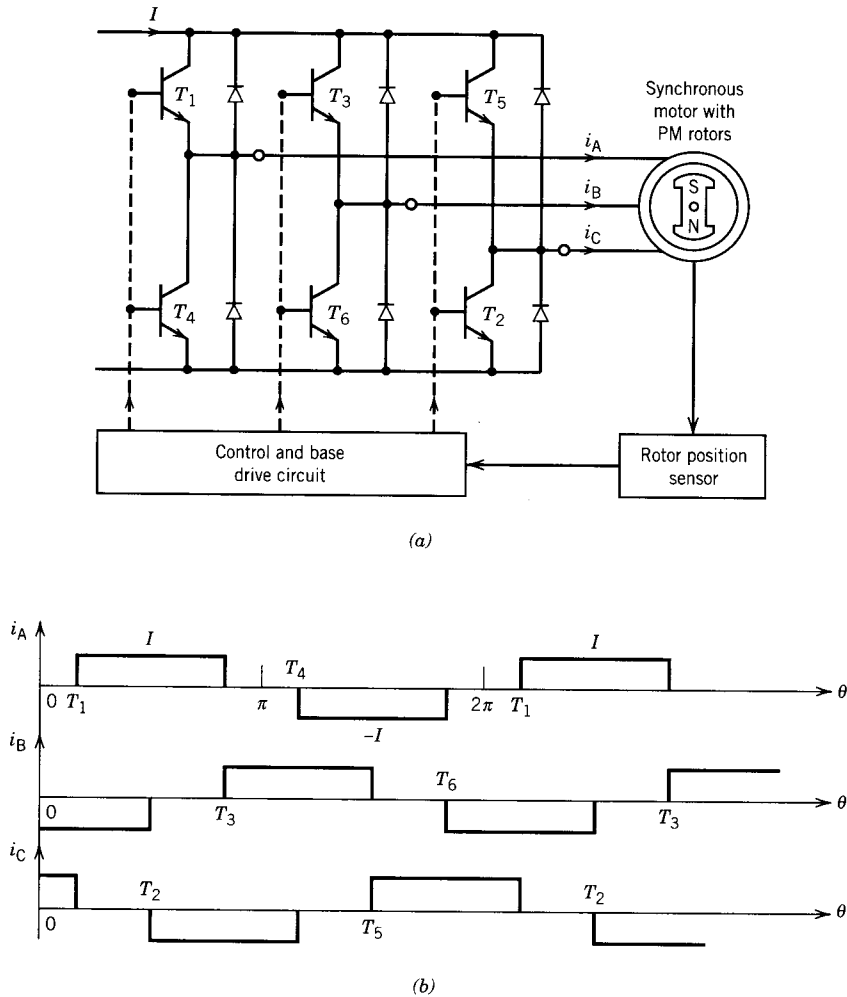 I
T1
T3
T5
Synchronous
motor with
PM rotors
iA
iB
iC
S
N
T4
T6
T2
Control and base
drive circuit
Rotor position
sensor
(a)
iA
I
T4
I
0
T1
π
2π
T1
θ
-I
iB
T6
0
T3
T3
θ
iC
T2
T2
0
T5
θ
(b)